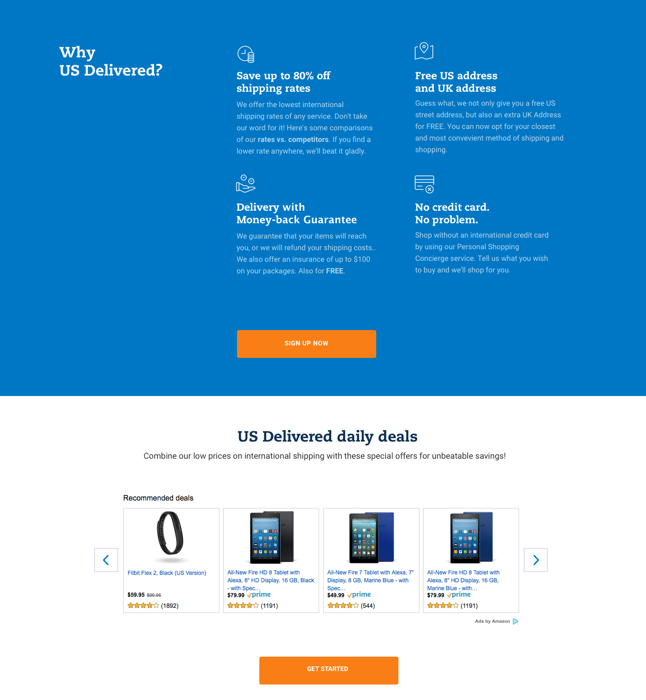 Why
US Delivered?
Save up to 80% off
shipping rates
We offer the lowest international
shipping rates of any service. Don't take
our word for it! Here's some comparisons
of our rates vs. competitors. If you find a
lower rate anywhere, we'll beat it gladly.
Free US address
and UK address
Guess what, we not only give you a free US
street address, but also an extra UK Address
for FREE. You can now opt for your closest
and most convevient method of shipping and
shopping.
Delivery with
Money-back Guarantee
We guarantee that your items will reach
you, or we will refund your shipping costs..
We also offer an insurance of up to $100
on your packages. Also for FREE.
No credit card.
No problem.
Shop without an international credit card
by using our Personal Shopping
Concierge service. Tell us what you wish
to buy and we'll shop for you.
SIGN UP NOW
US Delivered daily deals
Combine our low prices on international shipping with these special offers for unbeatable savings!
Recommended deals
Fitbit Flex 2, Black (US Version)
$59.95 $99.95
(1892)
All-New Fire HD 8 Tablet with
Alexa, 8" HD Display, 16 GB, Black
- with Spec...
$79.99 prime
(1191)
All-New Fire 7 Tablet with Alexa, 7"
Display, 8 GB, Marine Blue - with
Spec...
$49.99 prime
(544)
All-New Fire HD 8 Tablet with
Alexa, 8" HD Display, 16 GB,
Marine Blue - with...
$79.99 prime
(1191)
Ads by Amazon
GET STARTED